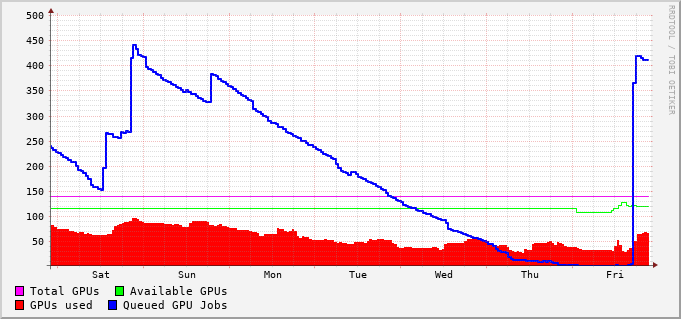 500
450
400
350
300
250
200
150
100
50
Sat Sun Mon Tue Wed Thu Fri
Total GPUs Available GPUs
GPUs used Queued GPU Jobs
RRDTOOL / TOBI OETIKER